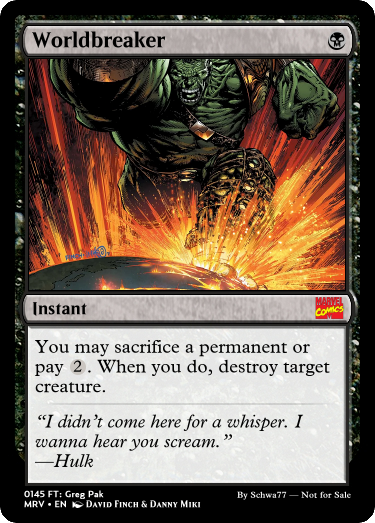 Worldbreaker
Instant
MARVEL
COMICS
You may sacrifice a permanent or
pay 2. When you do, destroy target
creature.
“I didn’t come here for a whisper. I
wanna hear you scream.”
—Hulk
0145 FT: Greg Pak
MRV • EN DAVID FINCH & DANNY MIKI
By Schwa77 — Not for Sale